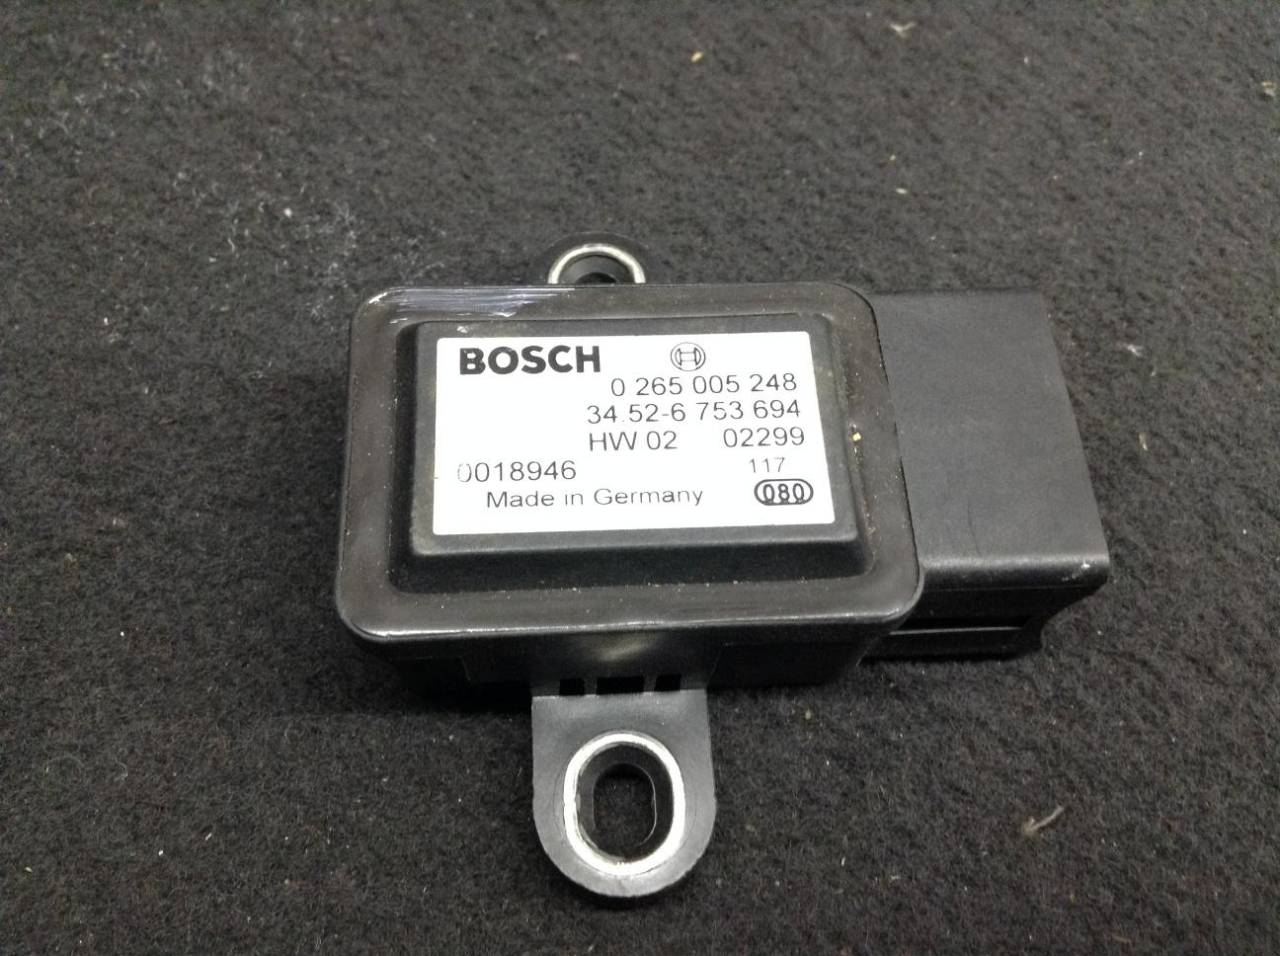 BOSCH
0 265 005 248
34.52-6 753 694
HW 02 02299
0018946 117
Made in Germany 080